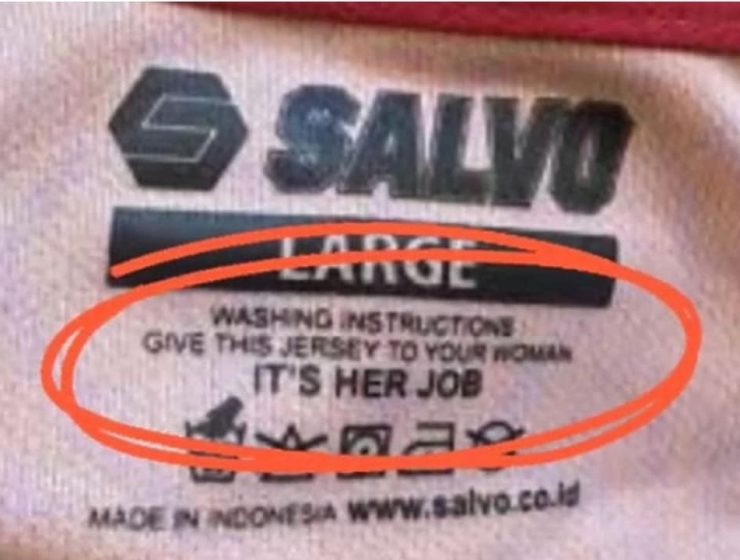 SALVO
LARGE
WASHING INSTRUCTIONS
GIVE THIS JERSEY TO YOUR WOMAN
IT'S HER JOB
MADE IN INDONESIA www.salvo.co.id